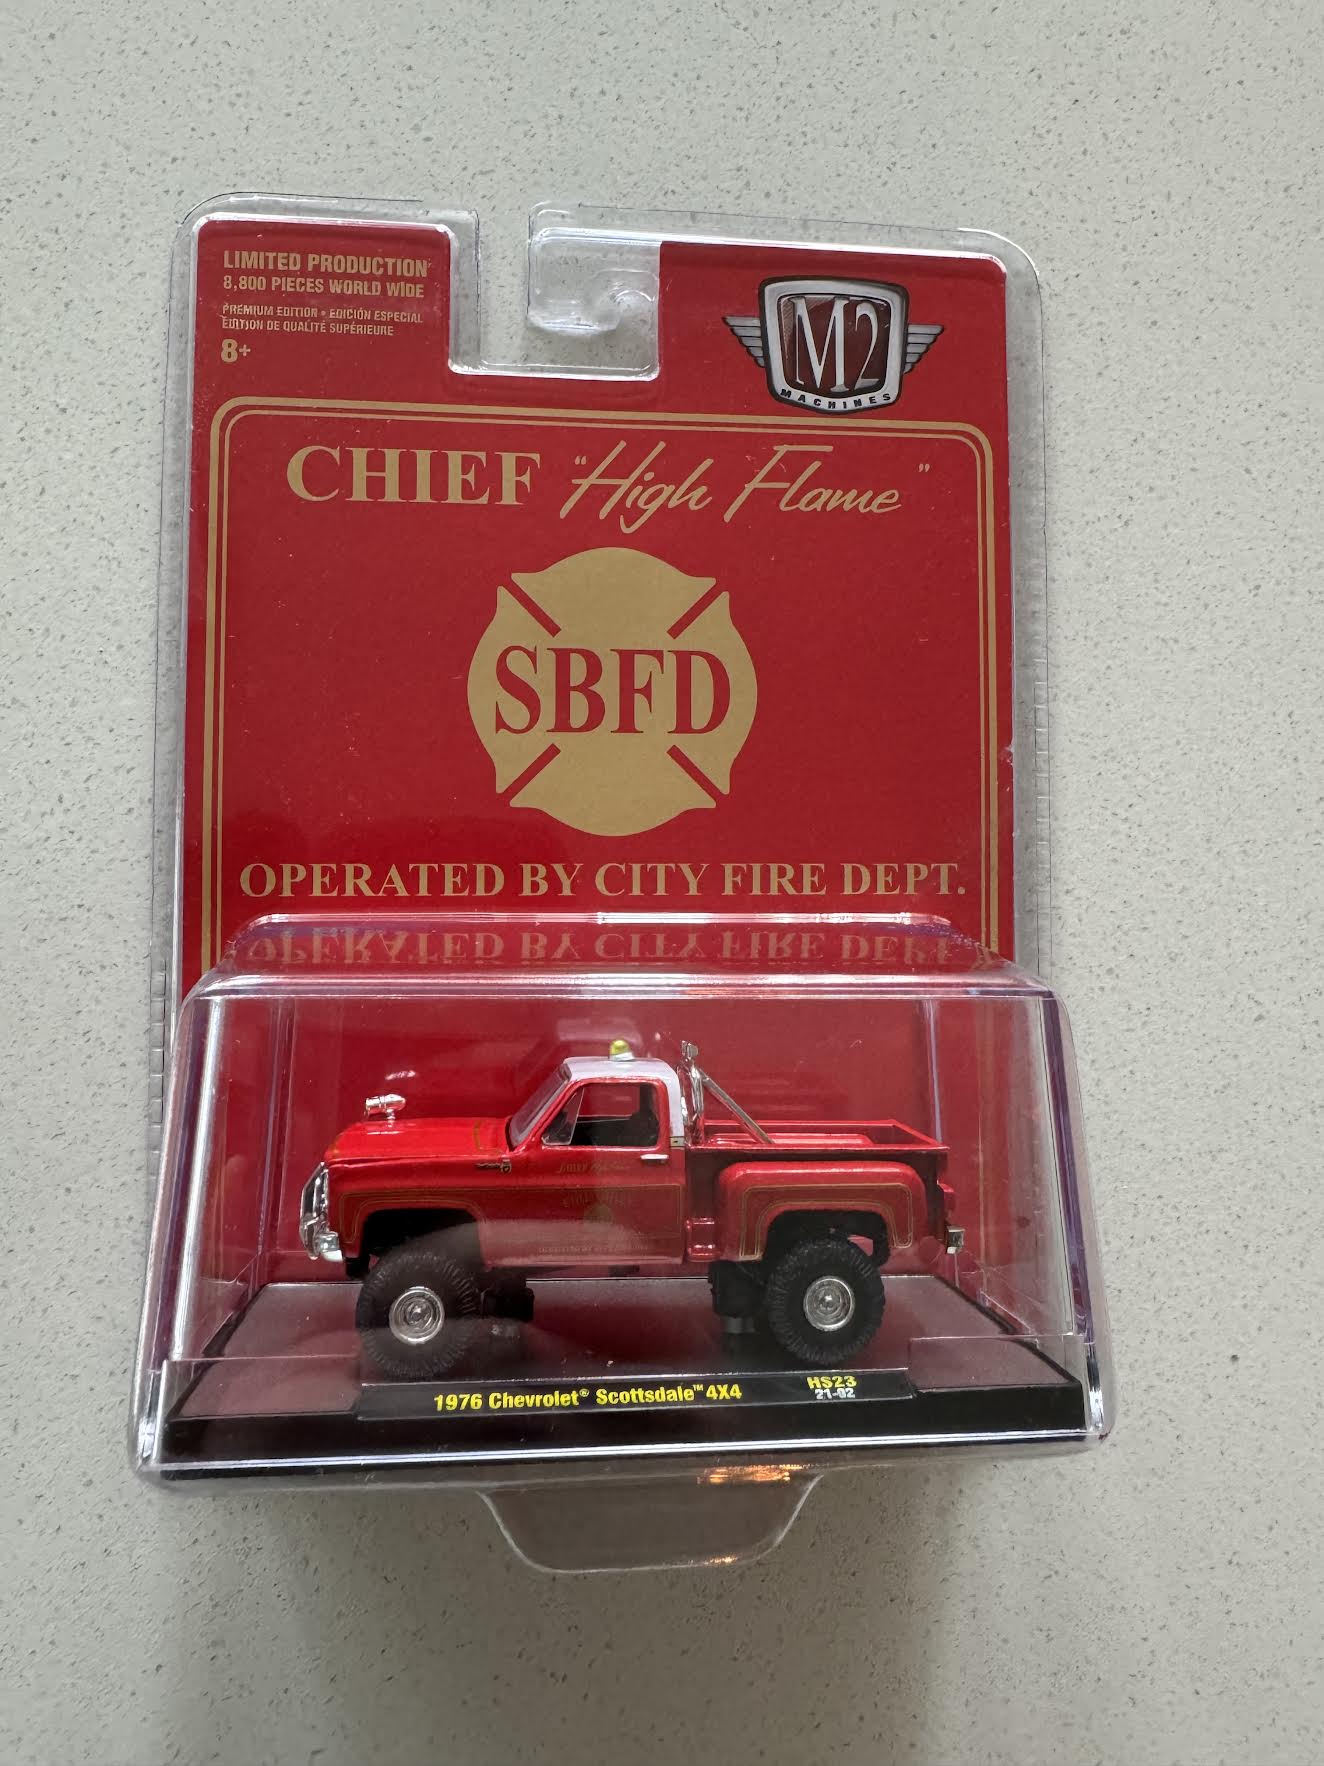 LIMITED PRODUCTION
8,800 PIECES WORLD WIDE
PREMIUM EDITION • EDICIÓN ESPECIAL
ÉDITION DE QUALITÉ SUPÉRIEURE
8+
M2
MACHINES
CHIEF "High Flame"
SBFD
OPERATED BY CITY FIRE DEPT.
1976 Chevrolet® Scottsdale™ 4X4
HS23
21-02